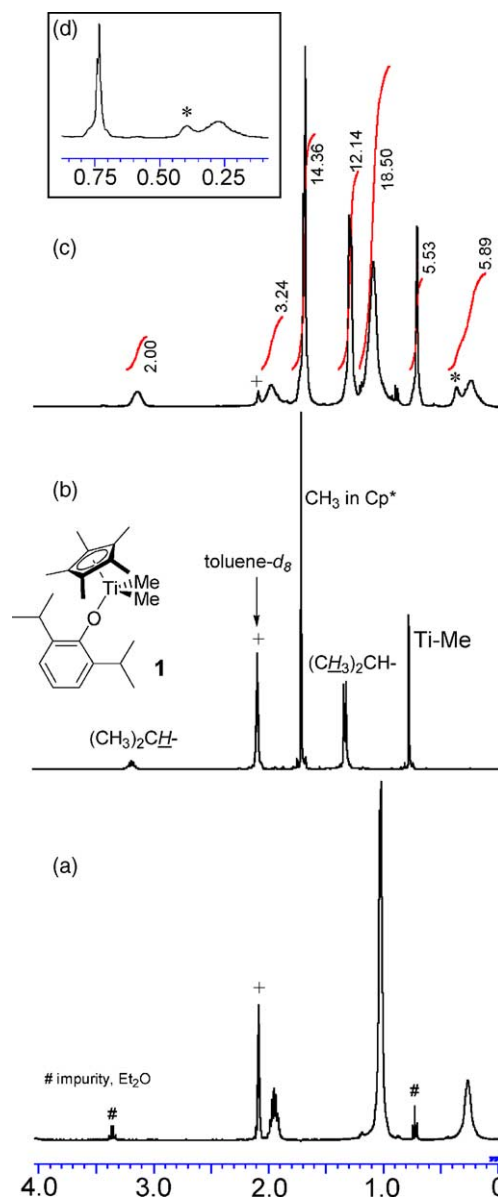 (d)
*
0.75 0.50 0.25
(c)
2.00
+
3.24
14.36
12.14
18.50
5.53
*
5.89
(b)
CH3 in Cp*
toluene-d8
+
Ti
Me
Me
O
1
(CH3)2CH-
Ti-Me
(CH3)2CH-
(a)
+
# impurity, Et2O
#
#
4.0 3.0 2.0 1.0 0